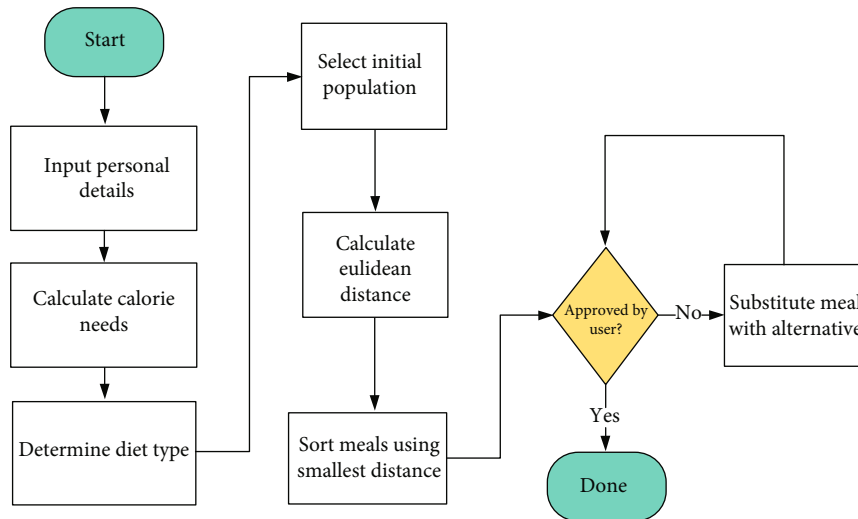 Start
Input personal
details
Calculate calorie
needs
Determine diet type
Select initial
population
Calculate
eulidean
distance
Sort meals using
smallest distance
Approved by
user?
No
Substitute meal
with alternative
Yes
Done